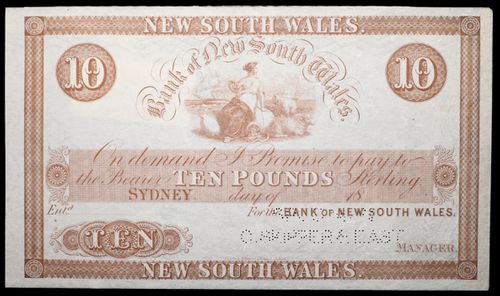 NEW SOUTH WALES.
10 Bank of New South Wales. 10
On demand I Promise to pay to
the Bearer TEN POUNDS Sterling
SYDNEY day of 18
Entd. For the BANK OF NEW SOUTH WALES.
TEN
MANAGER.
NEW SOUTH WALES.